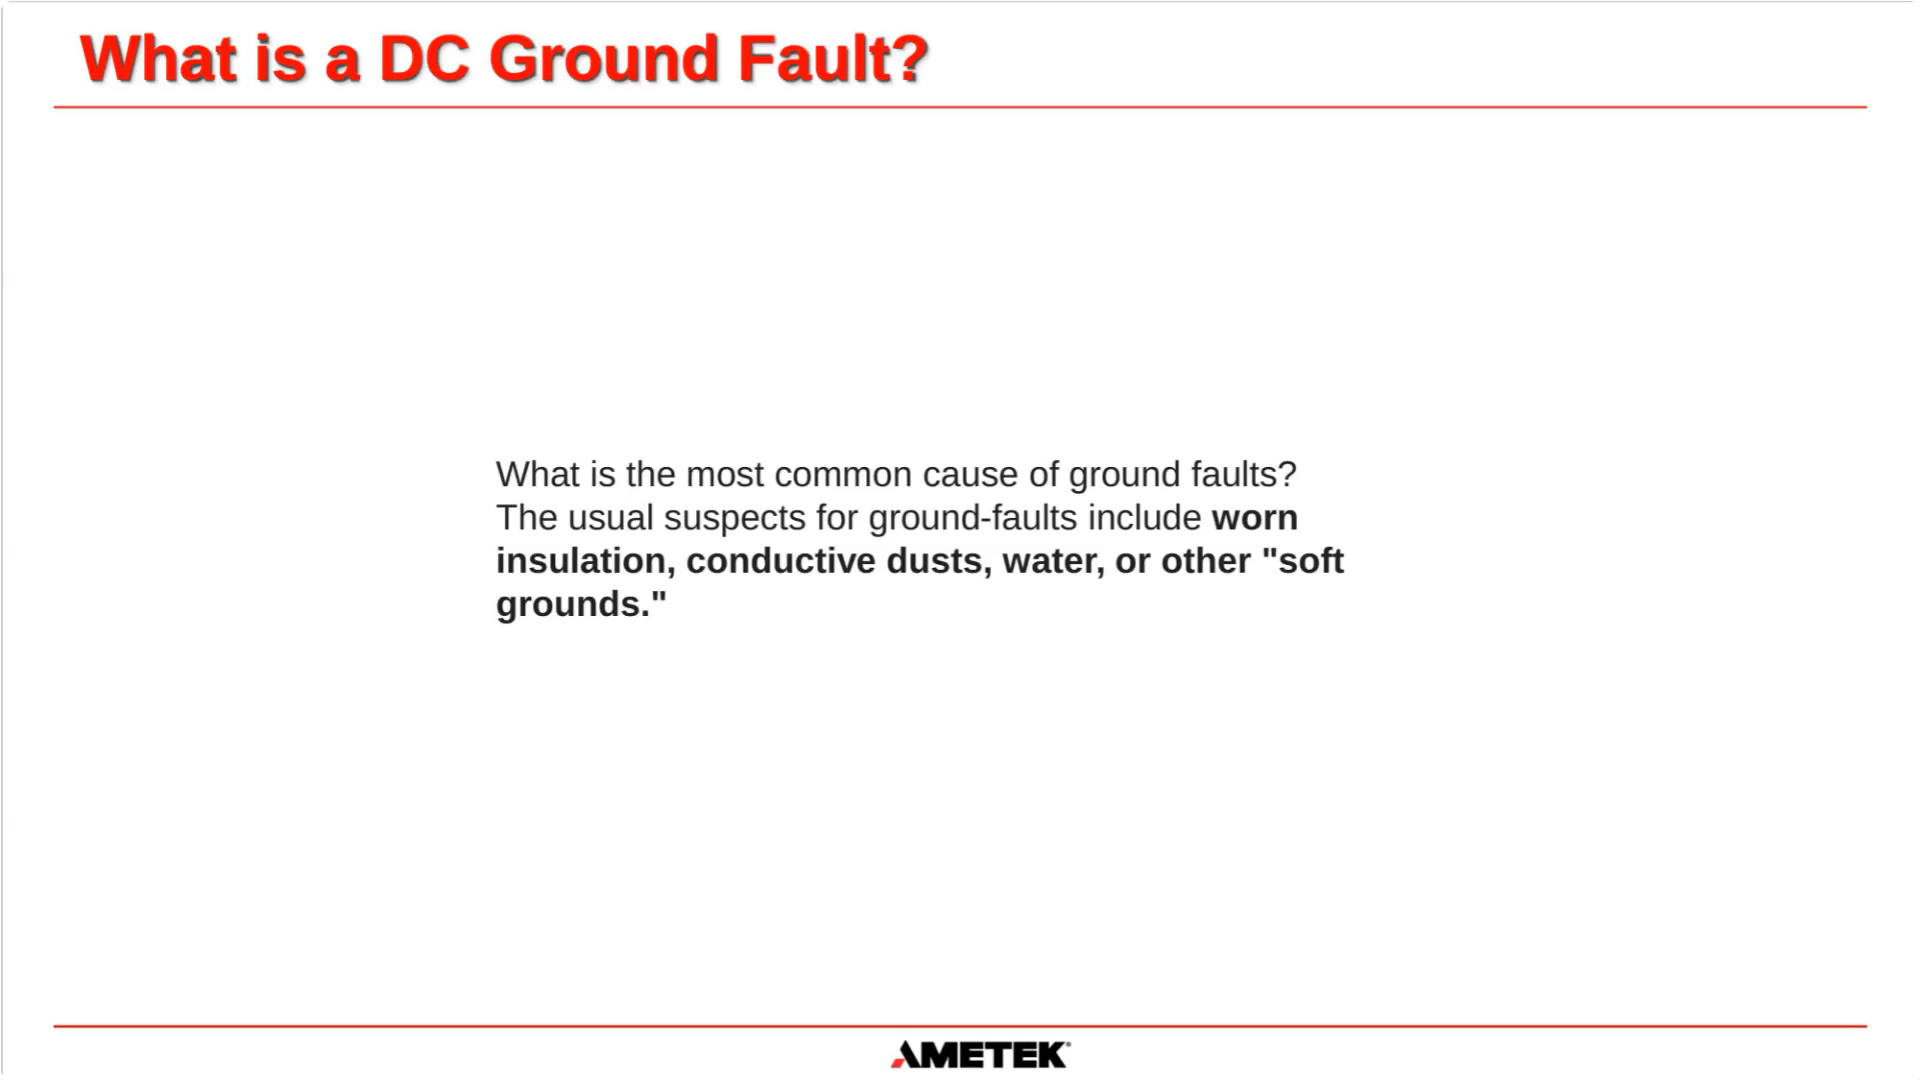 What is a DC Ground Fault?
What is the most common cause of ground faults?
The usual suspects for ground-faults include worn
insulation, conductive dusts, water, or other "soft
grounds."
AMETEK®